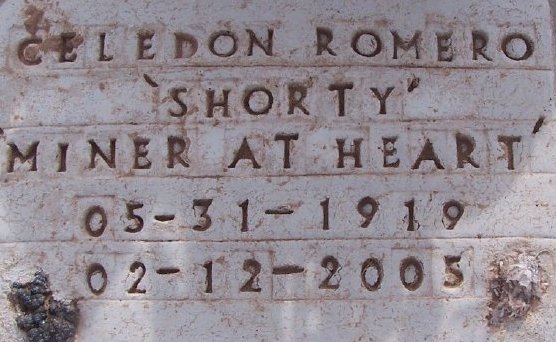 CELEDON ROMERO
'SHORTY'
'MINER AT HEART'
05-31-1919
02-12-2005